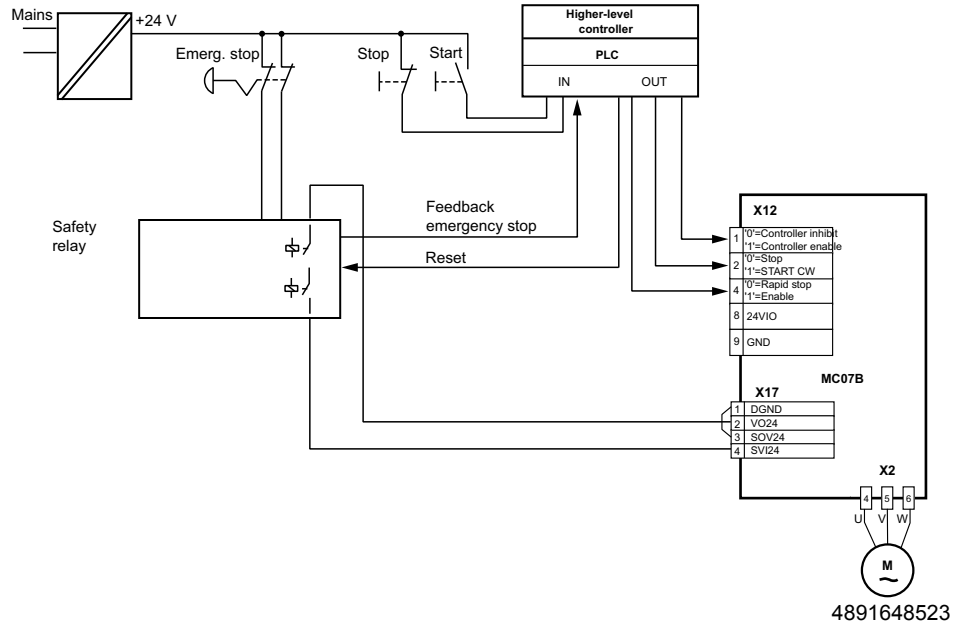 Mains
+24 V
Emerg. stop
Stop
Start
Higher-level
controller
PLC
IN
OUT
Safety
relay
Feedback
emergency stop
Reset
X12
1
'0'=Controller inhibit
'1'=Controller enable
2
'0'=Stop
'1'=START CW
4
'0'=Rapid stop
'1'=Enable
8 24VIO
9 GND
MC07B
X17
1 DGND
2 VO24
3 SOV24
4 SVI24
X2
4 5 6
U V W
M
~
4891648523